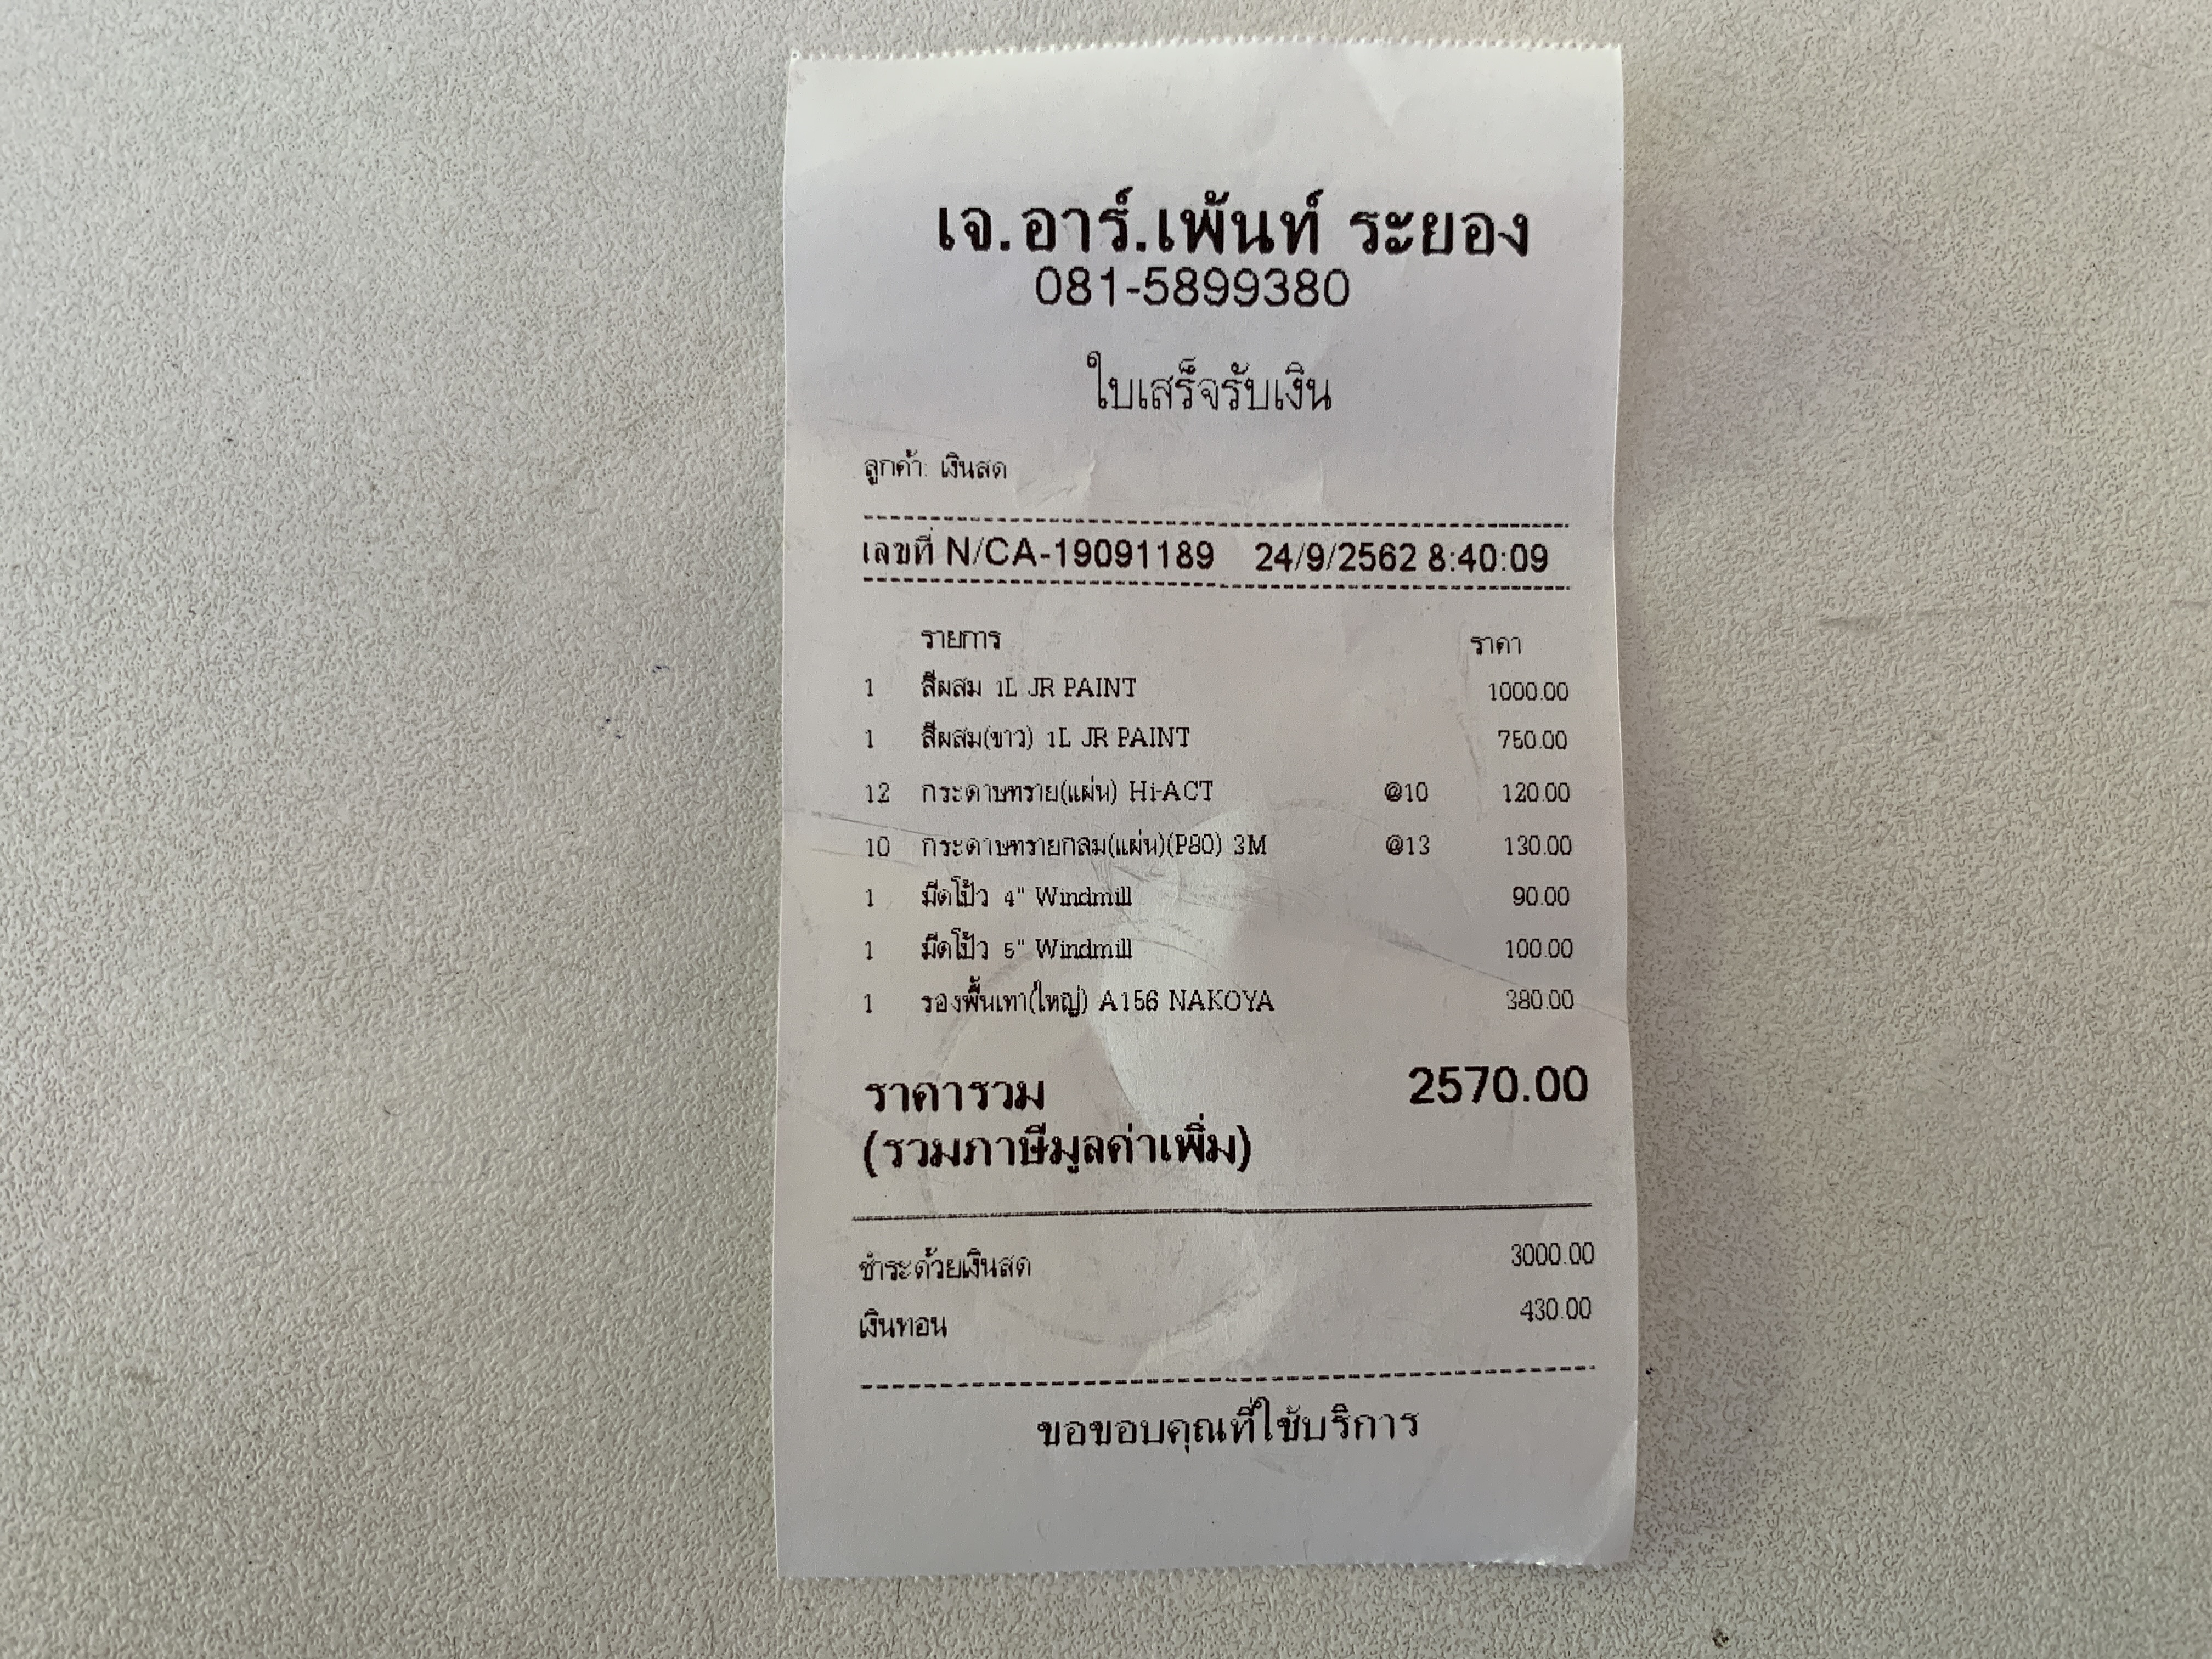 เจ.อาร์.เพ้นท์ ระยอง
081-5899380
ใบเสร็จรับเงิน
ลูกค้า: เงินสด
เลขที่ N/CA-19091189 24/9/2562 8:40:09
รายการ ราคา
1 สีผสม 1L JR PAINT 1000.00
1 สีผสม(ขาว) 1L JR PAINT 750.00
12 กระดาษทราย(แผ่น) Hi-ACT @10 120.00
10 กระดาษทรายกลม(แผ่น)(P80) 3M @13 130.00
1 มีดโป้ว 4" Windmill 90.00
1 มีดโป้ว 5" Windmill 100.00
1 รองพื้นเทา(ใหญ่) A156 NAKOYA 380.00
ราคารวม 2570.00
(รวมภาษีมูลค่าเพิ่ม)
ชำระด้วยเงินสด 3000.00
เงินทอน 430.00
ขอขอบคุณที่ใช้บริการ